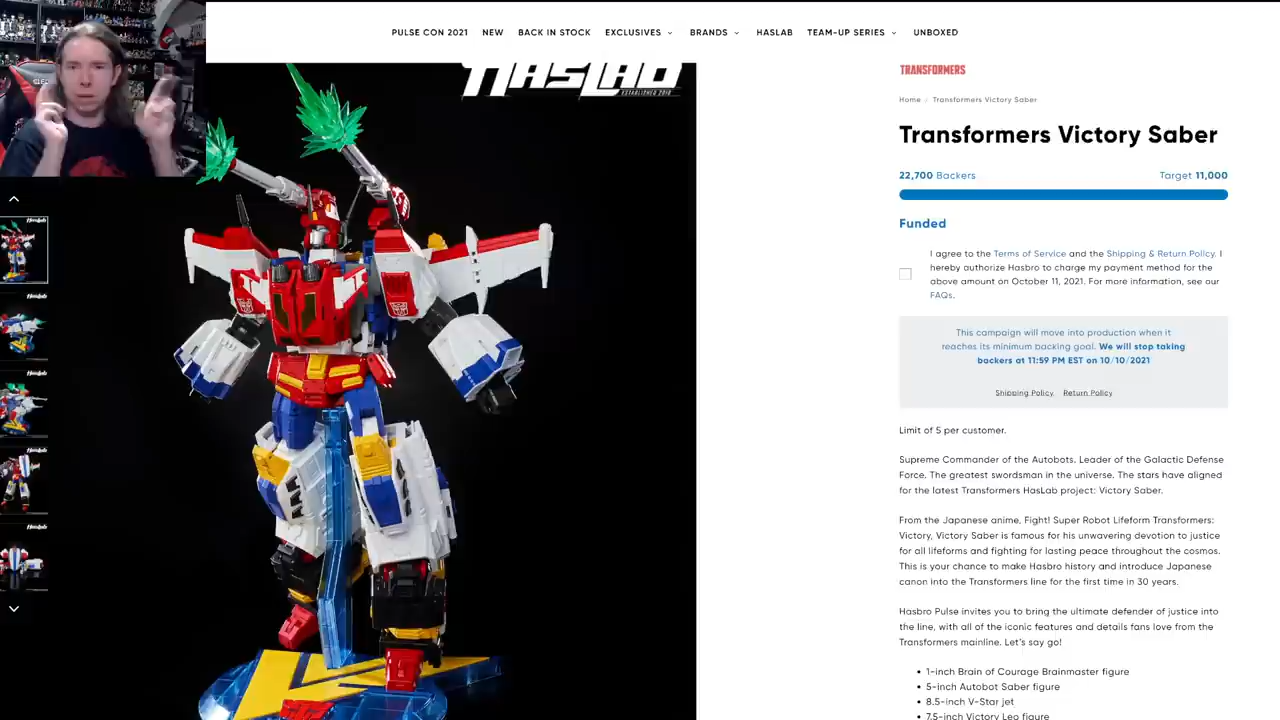 PULSE CON 2021 NEW BACK IN STOCK EXCLUSIVES BRANDS HASLAB TEAM-UP SERIES UNBOXED
HASLAB
ESTABLISHED 2018
TRANSFORMERS
Home / Transformers Victory Saber
Transformers Victory Saber
22,700 Backers Target 11,000
Funded
I agree to the Terms of Service and the Shipping & Return Policy. I
hereby authorize Hasbro to charge my payment method for the
above amount on October 11, 2021. For more information, see our
FAQs.
This campaign will move into production when it
reaches its minimum backing goal. We will stop taking
backers at 11:59 PM EST on 10/10/2021
Shipping Policy Return Policy
Limit of 5 per customer.
Supreme Commander of the Autobots. Leader of the Galactic Defense
Force. The greatest swordsman in the universe. The stars have aligned
for the latest Transformers HasLab project: Victory Saber.
From the Japanese anime, Fight! Super Robot Lifeform Transformers:
Victory, Victory Saber is famous for his unwavering devotion to justice
for all lifeforms and fighting for lasting peace throughout the cosmos.
This is your chance to make Hasbro history and introduce Japanese
canon into the Transformers line for the first time in 30 years.
Hasbro Pulse invites you to bring the ultimate defender of justice into
the line, with all of the iconic features and details fans love from the
Transformers mainline. Let's say go!
• 1-inch Brain of Courage Brainmaster figure
• 5-inch Autobot Saber figure
• 8.5-inch V-Star jet
• 7.5-inch Victory Leo figure